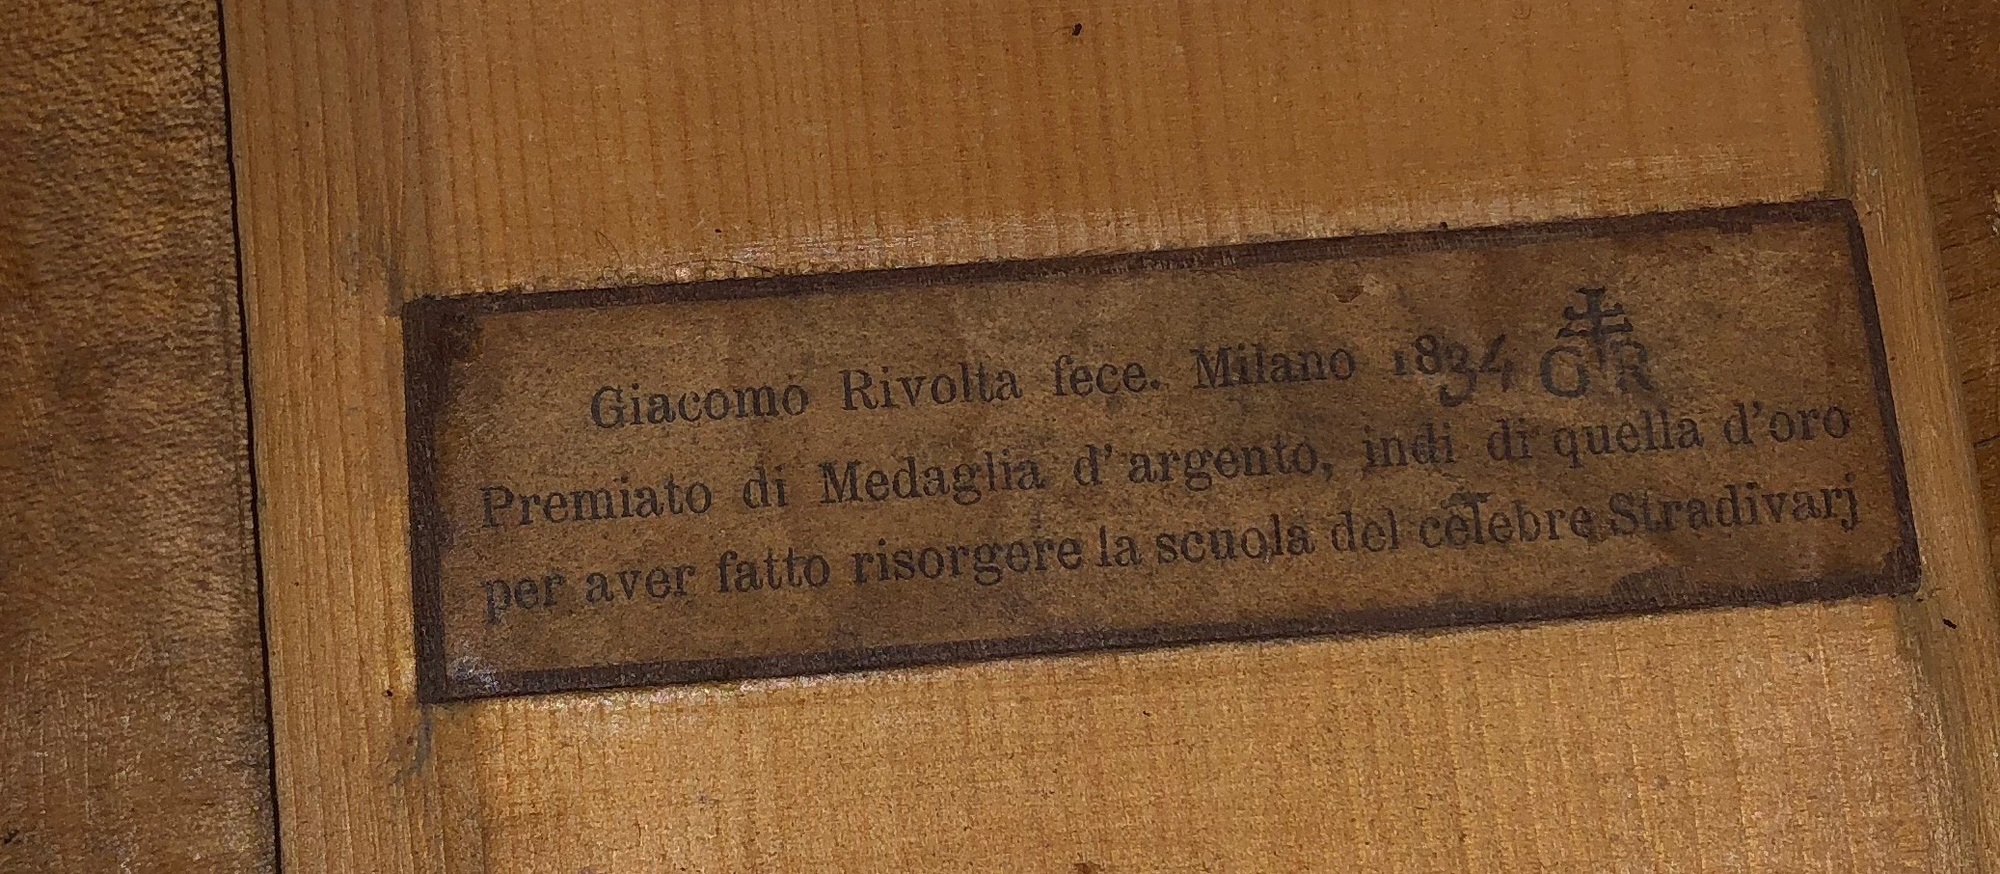 Giacomo Rivolta fece. Milano 1834 GR
Premiato di Medaglia d'argento, indi di quella d'oro
per aver fatto risorgere la scuola del celebre Stradivarj